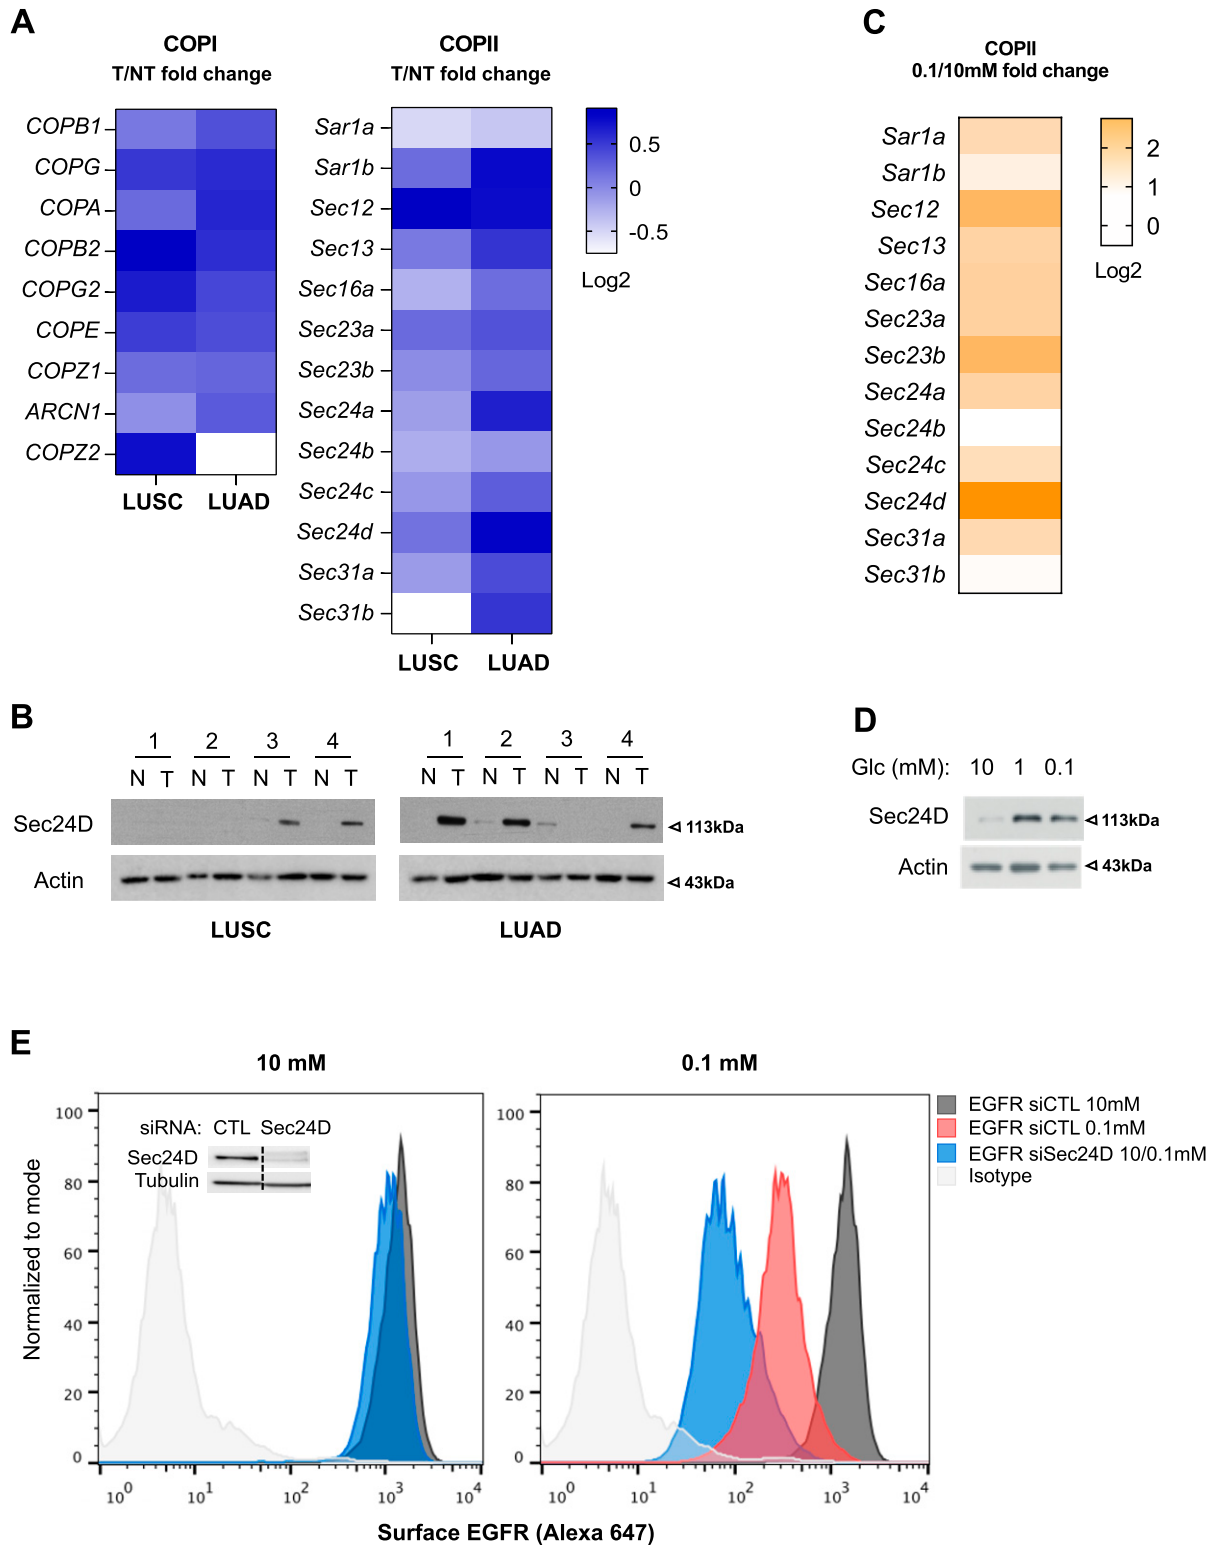 A
COPI
T/NT fold change
COPB1
COPG
COPA
COPB2
COPG2
COPE
COPZ1
ARCN1
COPZ2
LUSC LUAD
COPII
T/NT fold change
Sar1a
Sar1b
Sec12
Sec13
Sec16a
Sec23a
Sec23b
Sec24a
Sec24b
Sec24c
Sec24d
Sec31a
Sec31b
LUSC LUAD
0.5
0
-0.5
Log2
C
COPII
0.1/10mM fold change
Sar1a
Sar1b
Sec12
Sec13
Sec16a
Sec23a
Sec23b
Sec24a
Sec24b
Sec24c
Sec24d
Sec31a
Sec31b
2
1
0
Log2
B
1 2 3 4
N T N T N T N T
1 2 3 4
N T N T N T N T
Sec24D
113kDa
Actin
43kDa
LUSC
LUAD
D
Glc (mM): 10 1 0.1
Sec24D
113kDa
Actin
43kDa
E
10 mM
siRNA: CTL Sec24D
Sec24D
Tubulin
Normalized to mode
100
80
60
40
20
0
10^0 10^1 10^2 10^3 10^4
0.1 mM
100
80
60
40
20
0
10^0 10^1 10^2 10^3 10^4
EGFR siCTL 10mM
EGFR siCTL 0.1mM
EGFR siSec24D 10/0.1mM
Isotype
Surface EGFR (Alexa 647)